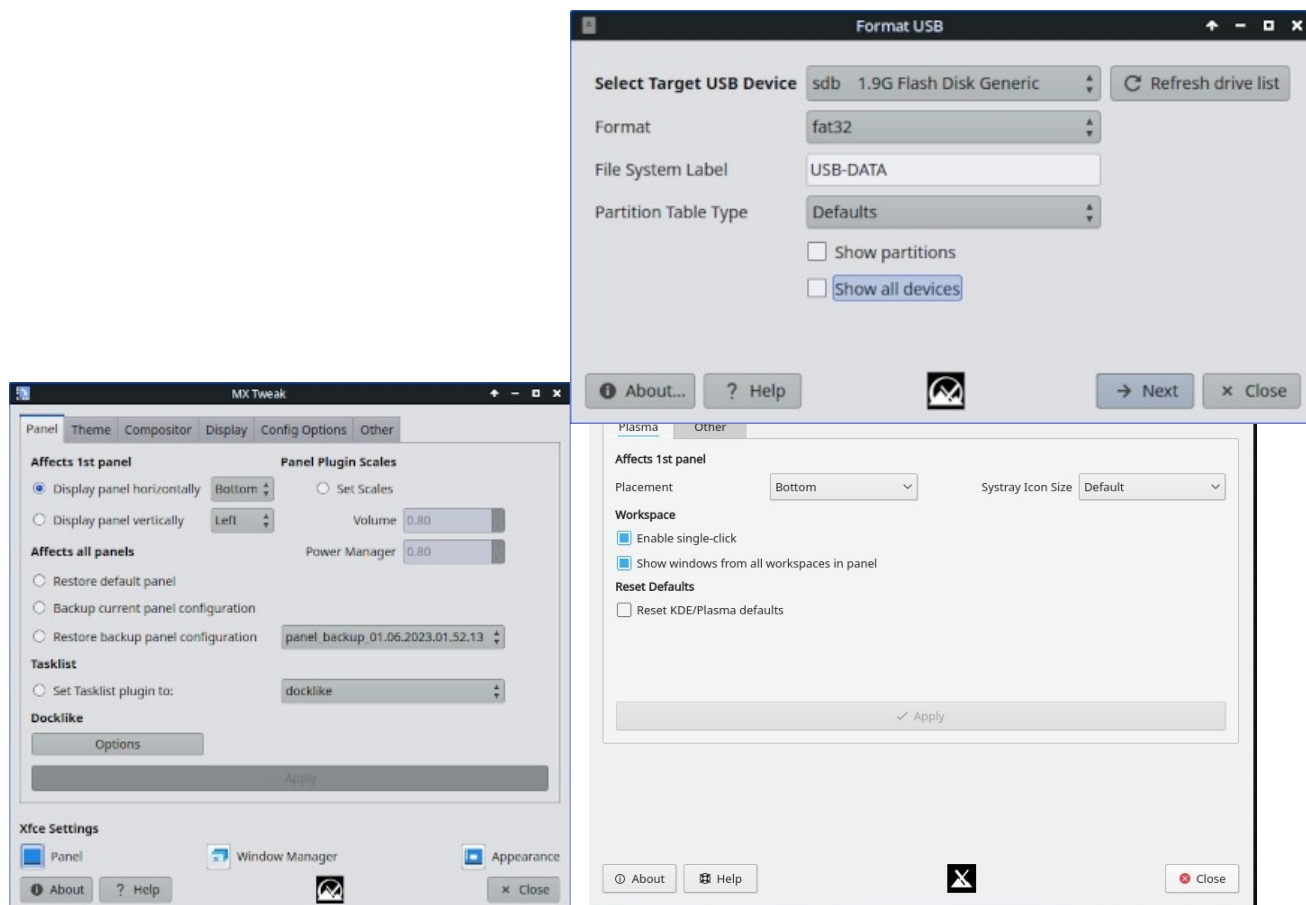 Format USB
Select Target USB Device sdb 1.9G Flash Disk Generic Refresh drive list
Format fat32
File System Label USB-DATA
Partition Table Type Defaults
Show partitions
Show all devices
About... ? Help Next Close
MX Tweak
Panel Theme Compositor Display Config Options Other
Affects 1st panel Panel Plugin Scales
Display panel horizontally Bottom Set Scales
Display panel vertically Left Volume 0.80
Affects all panels Power Manager 0.80
Restore default panel
Backup current panel configuration
Restore backup panel configuration panel_backup_01.06.2023.01.52.13
Tasklist
Set Tasklist plugin to: docklike
Docklike
Options
Apply
Xfce Settings
Panel Window Manager Appearance
About ? Help Close
Plasma Other
Affects 1st panel
Placement Bottom Systray Icon Size Default
Workspace
Enable single-click
Show windows from all workspaces in panel
Reset Defaults
Reset KDE/Plasma defaults
Apply
About Help Close